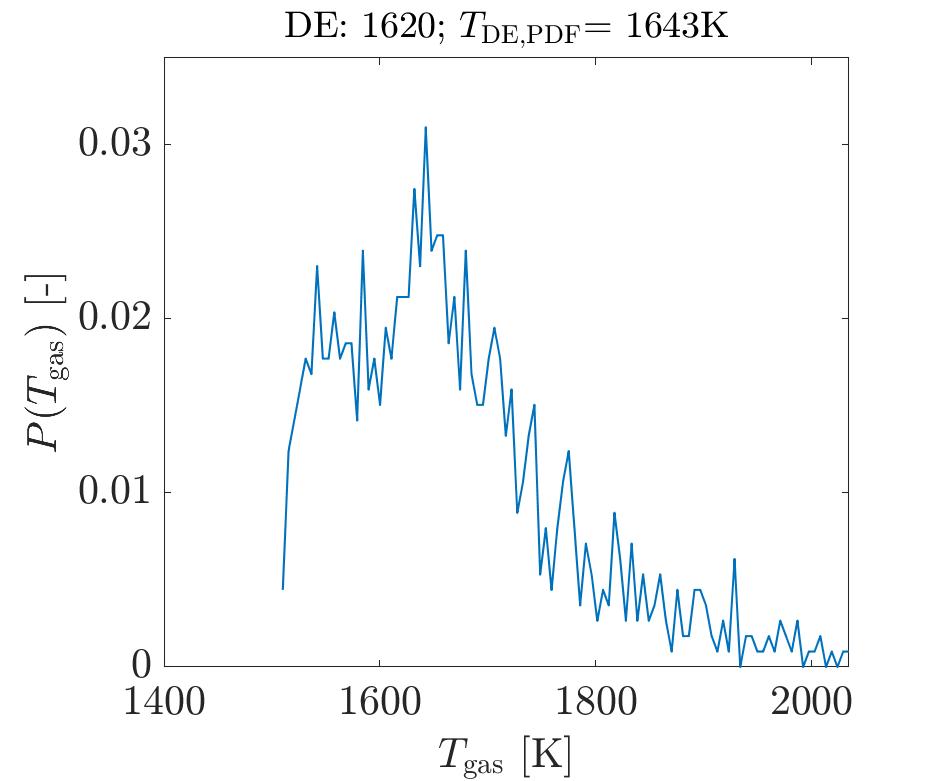 DE: 1620; T_DE,PDF= 1643K
0.03
0.02
0.01
0
P(T_gas) [-]
1400 1600 1800 2000
T_gas [K]